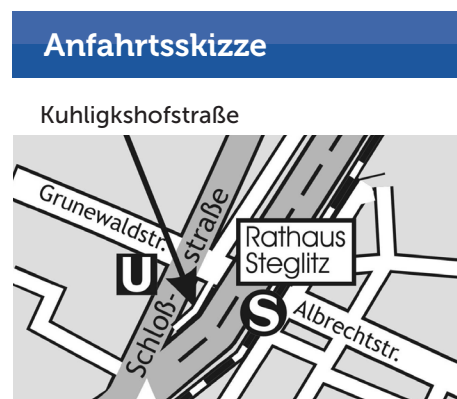 Anfahrtsskizze
Kuhligkshofstraße
Grunewaldstr.
Schloß-
straße
U
Rathaus
Steglitz
S
Albrechtstr.